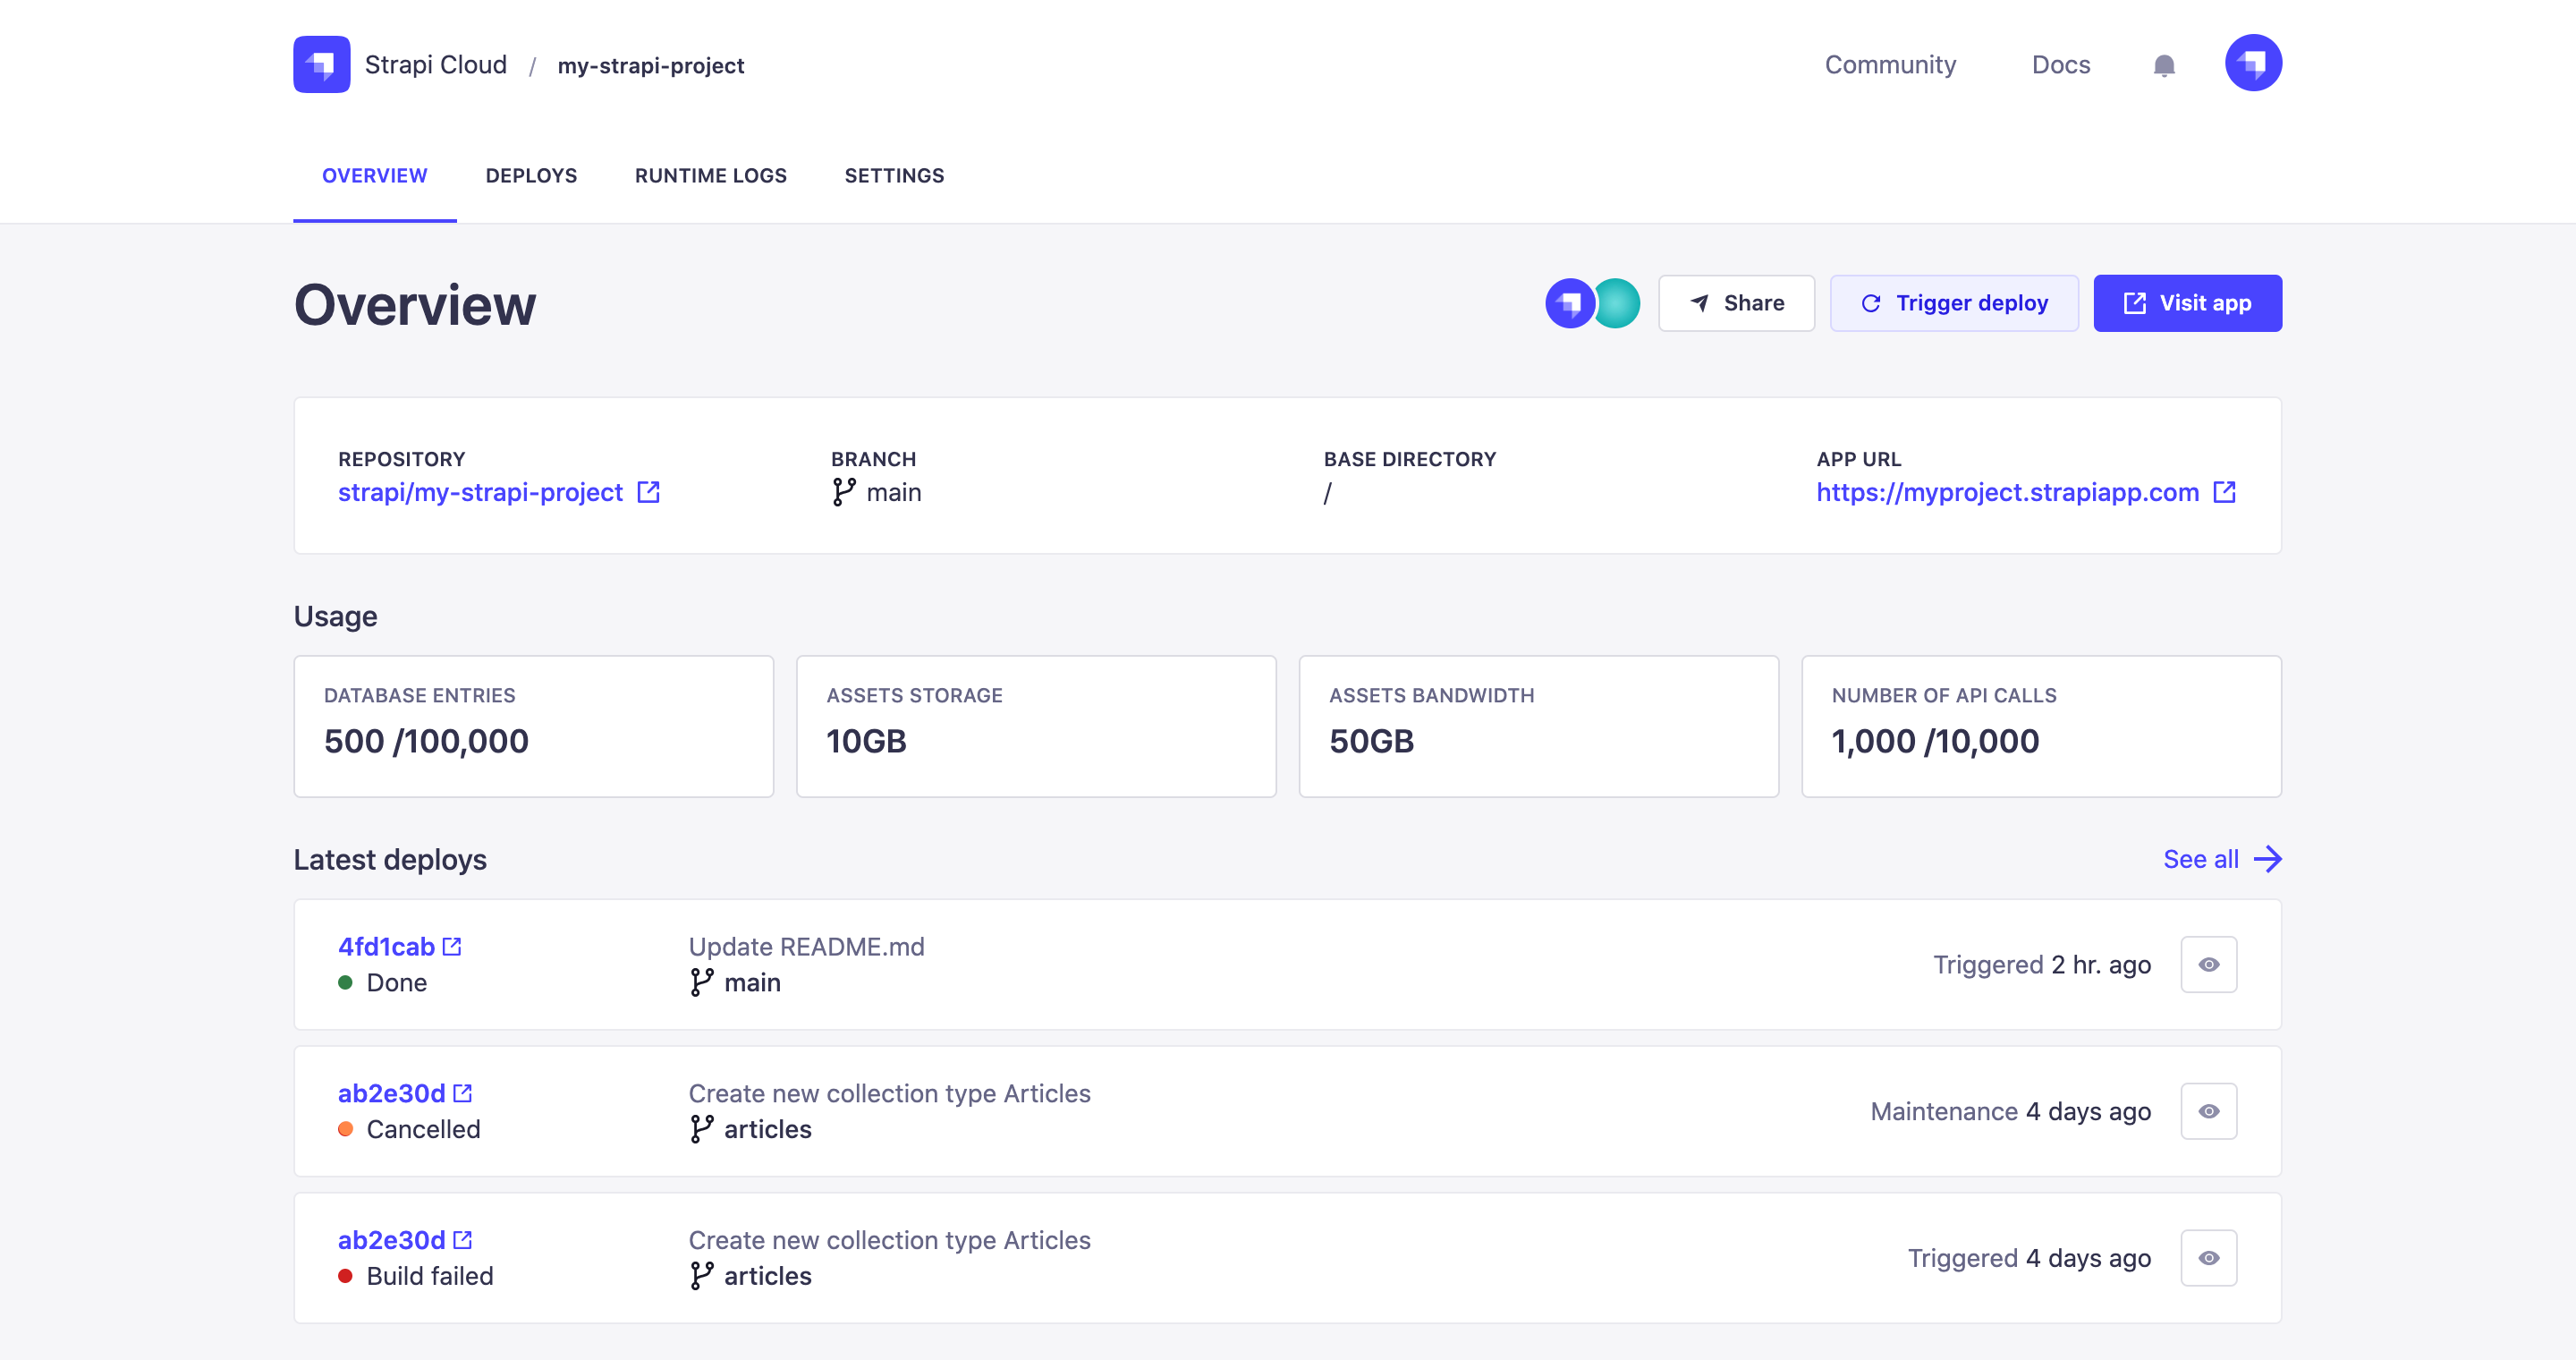 Strapi Cloud / my-strapi-project
Community Docs
OVERVIEW DEPLOYS RUNTIME LOGS SETTINGS
Overview
Share Trigger deploy Visit app
REPOSITORY BRANCH BASE DIRECTORY APP URL
strapi/my-strapi-project main / https://myproject.strapiapp.com
Usage
DATABASE ENTRIES ASSETS STORAGE ASSETS BANDWIDTH NUMBER OF API CALLS
500 /100,000 10GB 50GB 1,000 /10,000
Latest deploys See all
4fd1cab Update README.md
Triggered 2 hr. ago
Done main
ab2e30d Create new collection type Articles
Maintenance 4 days ago
Cancelled articles
ab2e30d Create new collection type Articles
Triggered 4 days ago
Build failed articles